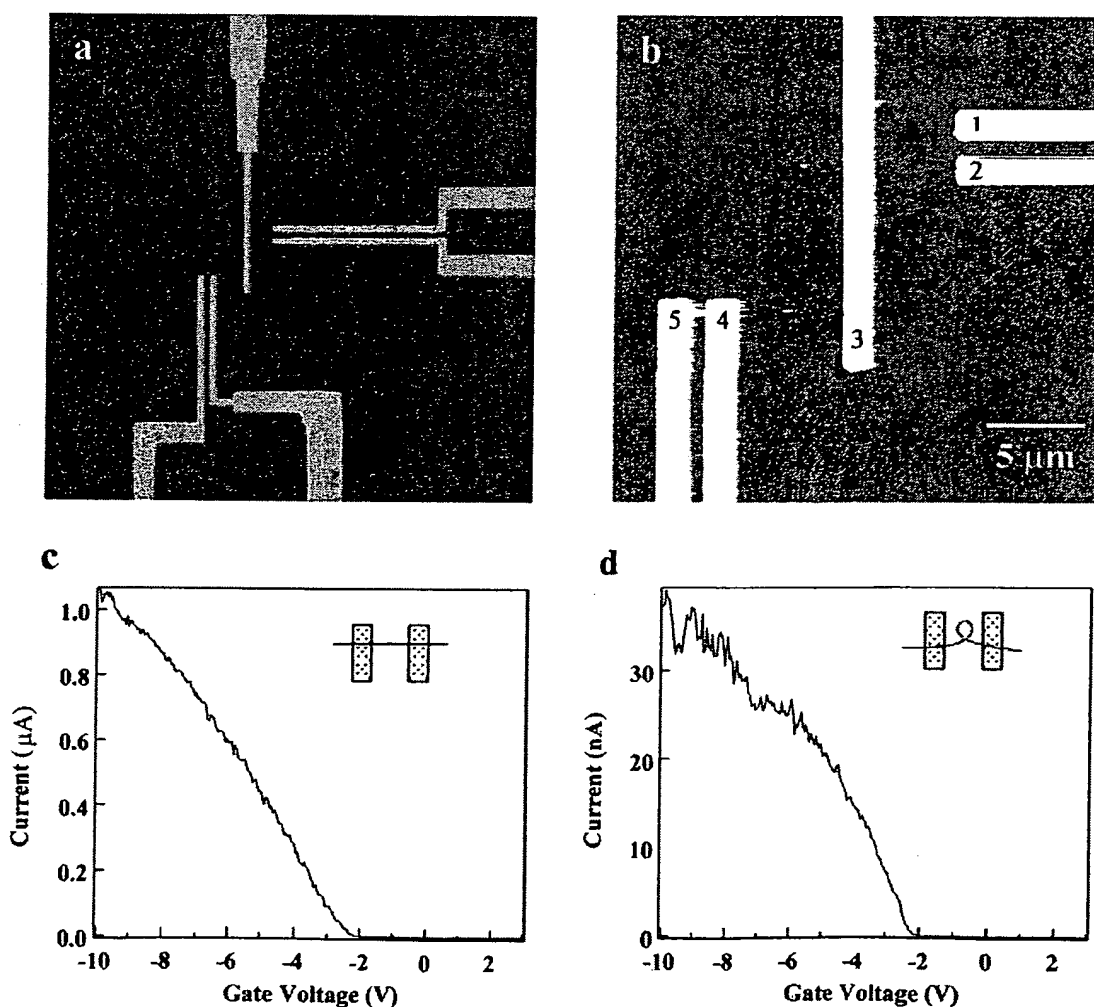 a
b
1
2
3
5 4
5 μm
c
d
1.0
0.8
0.6
0.4
0.2
0.0
Current (μA)
-10 -8 -6 -4 -2 0 2
Gate Voltage (V)
30
20
10
0
Current (nA)
-10 -8 -6 -4 -2 0 2
Gate Voltage (V)